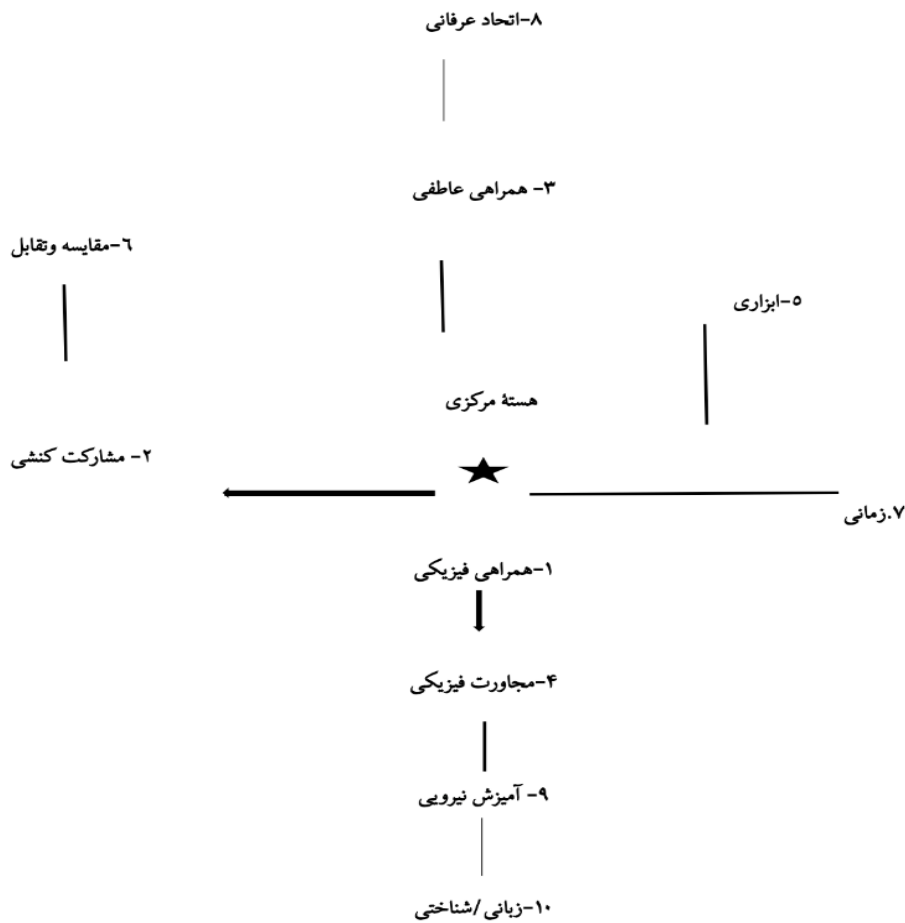 ۸-اتحاد عرفانی
۳- همراهی عاطفی
۶-مقایسه وتقابل
۵-ابزاری
هستهٔ مرکزی
۲- مشارکت کنشی
۷.زمانی
۱-همراهی فیزیکی
۴-مجاورت فیزیکی
۹- آمیزش نیرویی
۱۰-زبانی/شناختی